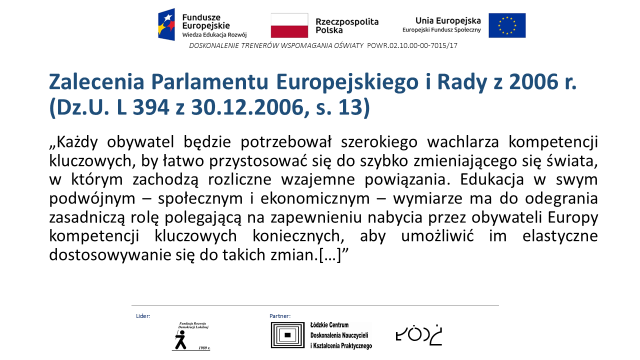 Fundusze
Europejskie
Wiedza Edukacja Rozwój
Rzeczpospolita
Polska
Unia Europejska
Europejski Fundusz Społeczny
DOSKONALENIE TRENERÓW WSPOMAGANIA OŚWIATY POWR.02.10.00-00-7015/17
Zalecenia Parlamentu Europejskiego i Rady z 2006 r.
(Dz.U. L 394 z 30.12.2006, s. 13)
„Każdy obywatel będzie potrzebował szerokiego wachlarza kompetencji
kluczowych, by łatwo przystosować się do szybko zmieniającego się świata,
w którym zachodzą rozliczne wzajemne powiązania. Edukacja w swym
podwójnym – społecznym i ekonomicznym – wymiarze ma do odegrania
zasadniczą rolę polegającą na zapewnieniu nabycia przez obywateli Europy
kompetencji kluczowych koniecznych, aby umożliwić im elastyczne
dostosowywanie się do takich zmian.[…]”
Lider:
Fundacja Rozwoju
Demokracji Lokalnej
1989 r.
Partner:
Łódzkie Centrum
Doskonalenia Nauczycieli
i Kształcenia Praktycznego
ŁÓDŹ